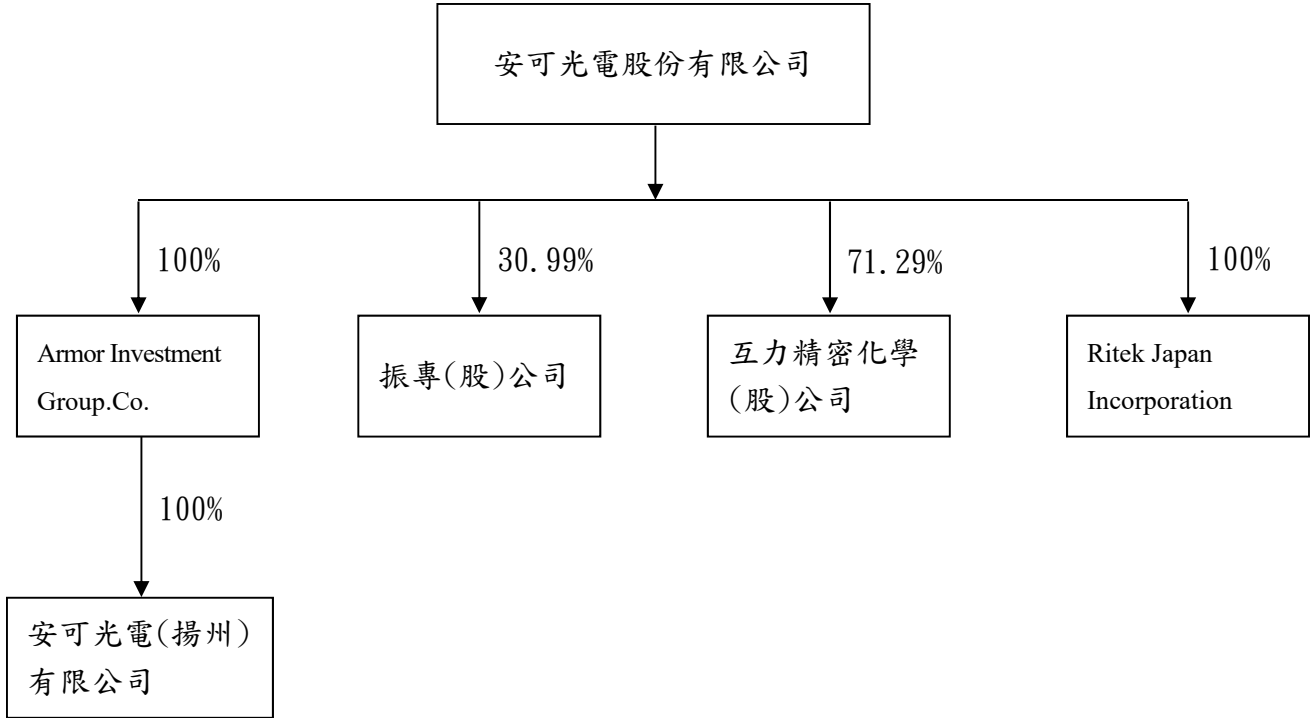 安可光電股份有限公司
100%
30.99%
71.29%
100%
Armor Investment
Group.Co.
振專(股)公司
互力精密化學
(股)公司
Ritek Japan
Incorporation
100%
安可光電(揚州)
有限公司